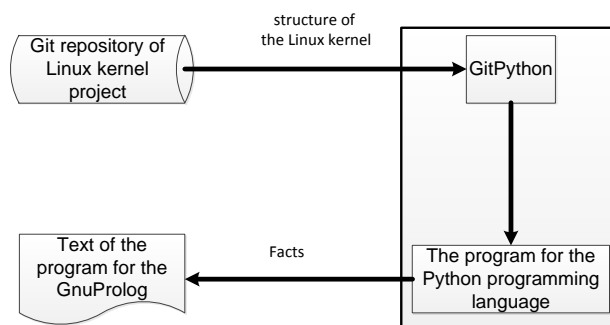 structure of
the Linux kernel
Git repository of
Linux kernel
project
GitPython
Text of the
program for the
GnuProlog
Facts
The program for the
Python programming
language